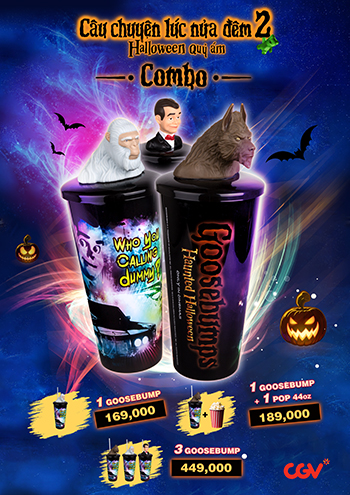 Câu chuyện lúc nửa đêm 2
Halloween quỷ ám
Combo
WHO YOU
CALLING
DUMMY?
Goosebumps
Haunted Halloween
1 GOOSEBUMP
169,000
1 GOOSEBUMP
+ 1 POP 44oz
189,000
3 GOOSEBUMP
449,000
CGV